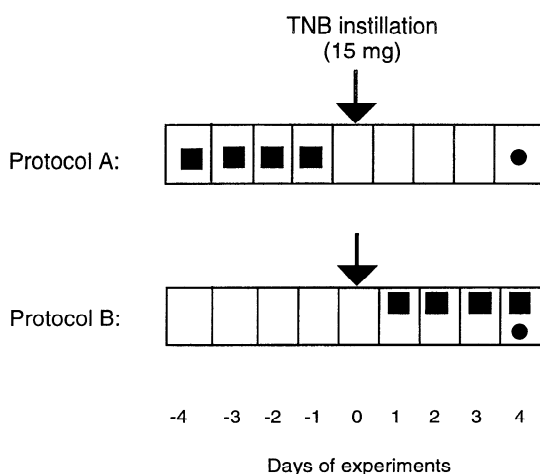 TNB instillation
(15 mg)
Protocol A:
Protocol B:
-4 -3 -2 -1 0 1 2 3 4
Days of experiments